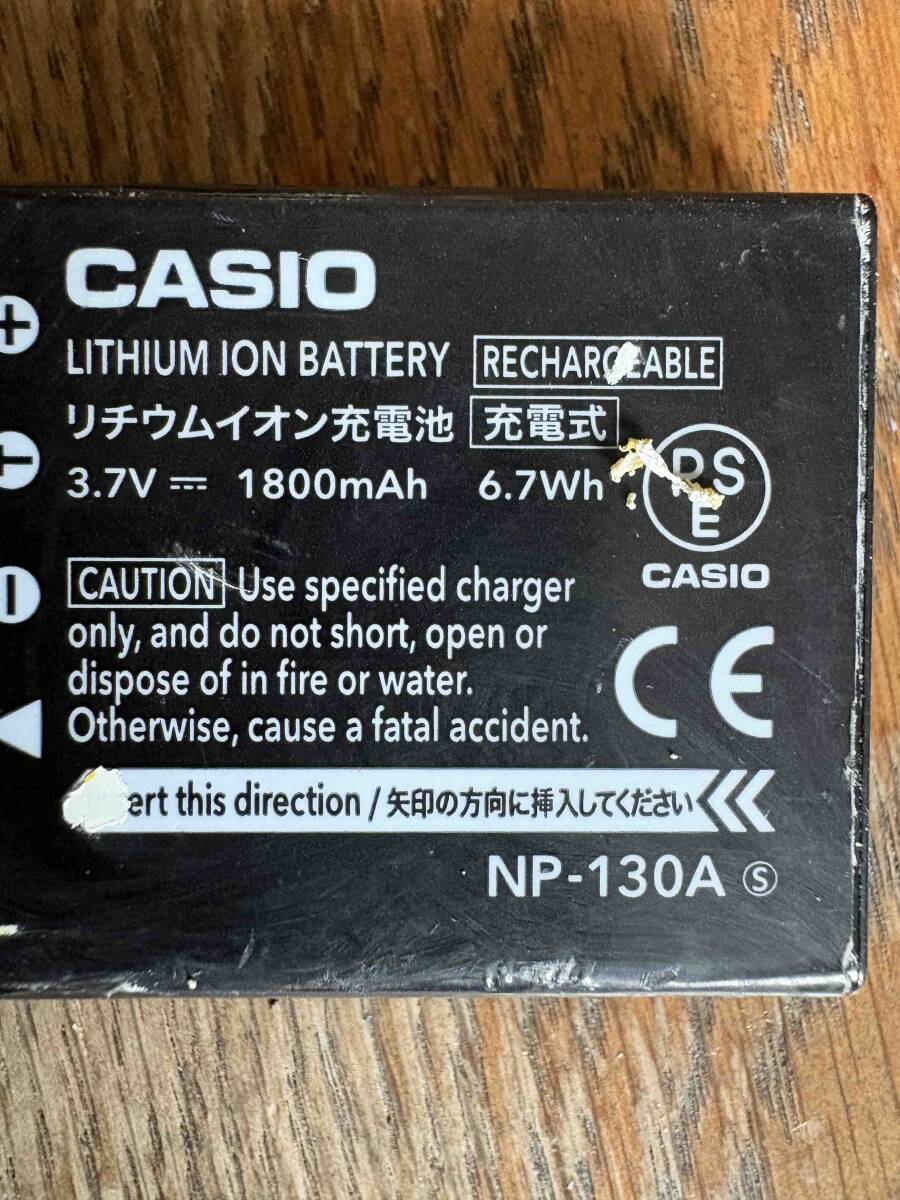 CASIO
LITHIUM ION BATTERY RECHARGEABLE
リチウムイオン充電池 充電式
3.7V ⎓ 1800mAh 6.7Wh
PSE
CASIO
CAUTION Use specified charger
only, and do not short, open or
dispose of in fire or water.
Otherwise, cause a fatal accident.
CE
ert this direction / 矢印の方向に挿入してください
NP-130A Ⓢ
+
T
−